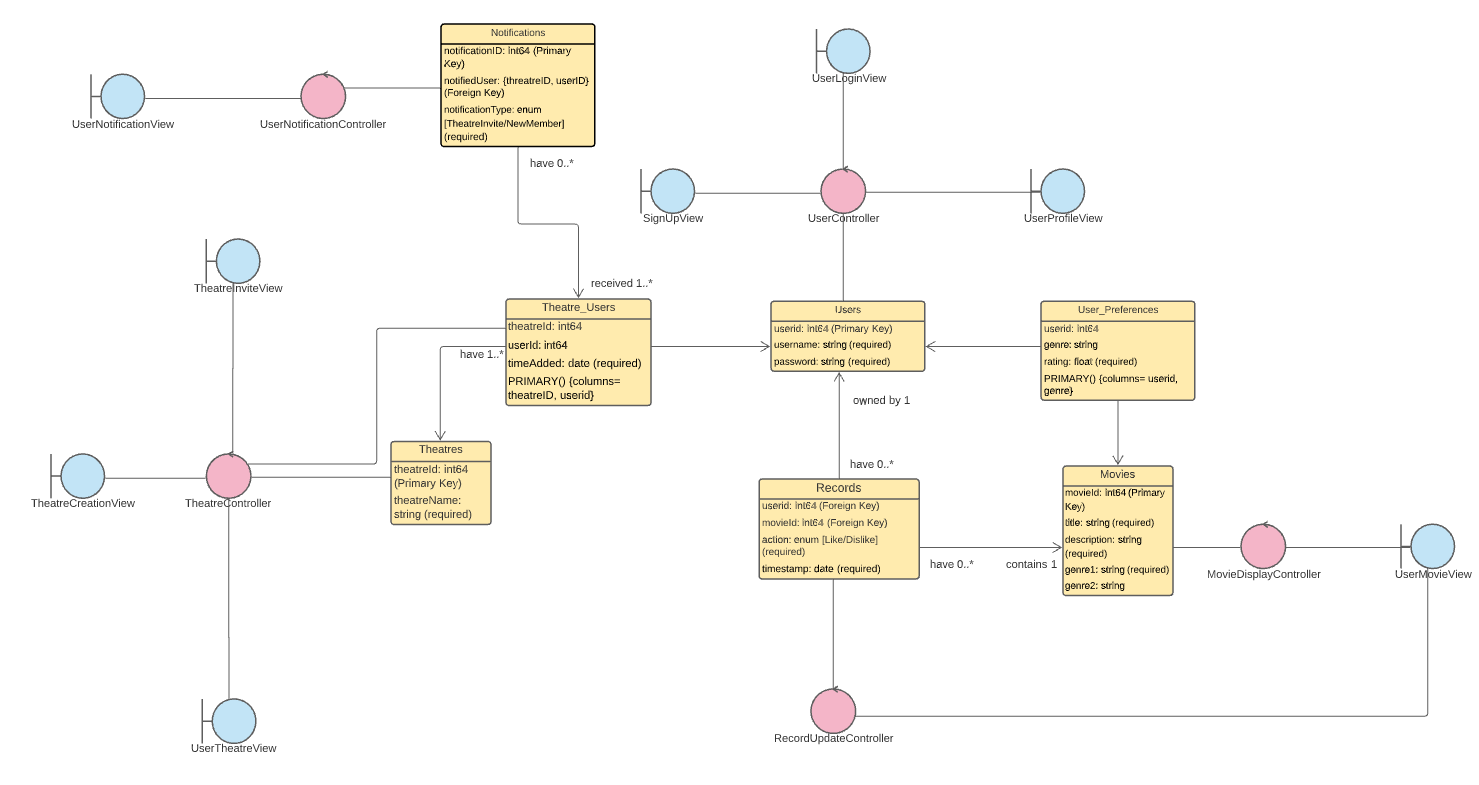 Notifications
notificationID: int64 (Primary
Key)
notifiedUser: {threatreID, userID}
(Foreign Key)
notificationType: enum
[TheatreInvite/NewMember]
(required)
UserNotificationView
UserNotificationController
have 0..*
UserLoginView
SignUpView
UserController
UserProfileView
TheatreInviteView
received 1..*
Theatre_Users
theatreId: int64
userId: int64
timeAdded: date (required)
PRIMARY() {columns=
theatreID, userid}
have 1..*
Users
userid: int64 (Primary Key)
username: string (required)
password: string (required)
User_Preferences
userid: int64
genre: string
rating: float (required)
PRIMARY() {columns= userid,
genre}
owned by 1
have 0..*
Theatres
theatreId: int64
(Primary Key)
theatreName:
string (required)
TheatreCreationView
TheatreController
Records
userid: int64 (Foreign Key)
movieId: int64 (Foreign Key)
action: enum [Like/Dislike]
(required)
timestamp: date (required)
have 0..*
contains 1
Movies
movieId: int64 (Primary
Key)
title: string (required)
description: string
(required)
genre1: string (required)
genre2: string
MovieDisplayController
UserMovieView
UserTheatreView
RecordUpdateController